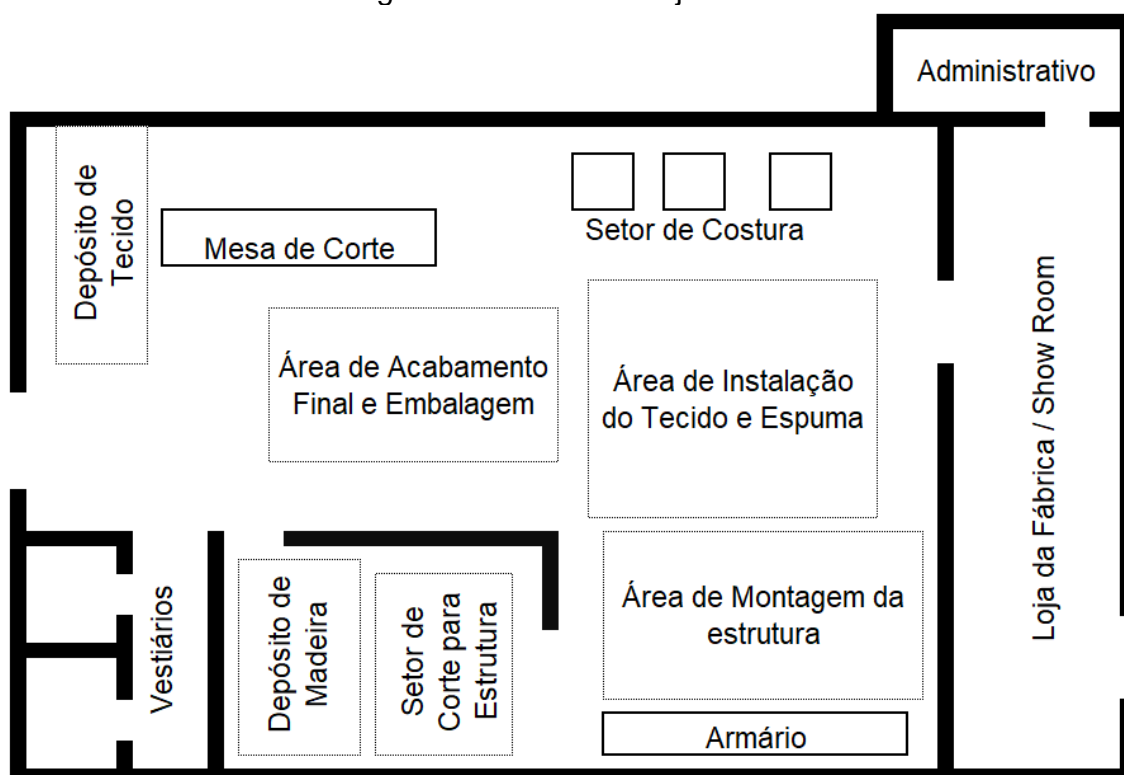 Administrativo
Depósito de
Tecido
Mesa de Corte
Setor de Costura
Área de Acabamento
Final e Embalagem
Área de Instalação
do Tecido e Espuma
Loja da Fábrica / Show Room
Vestiários
Depósito de
Madeira
Setor de
Corte para
Estrutura
Área de Montagem da
estrutura
Armário